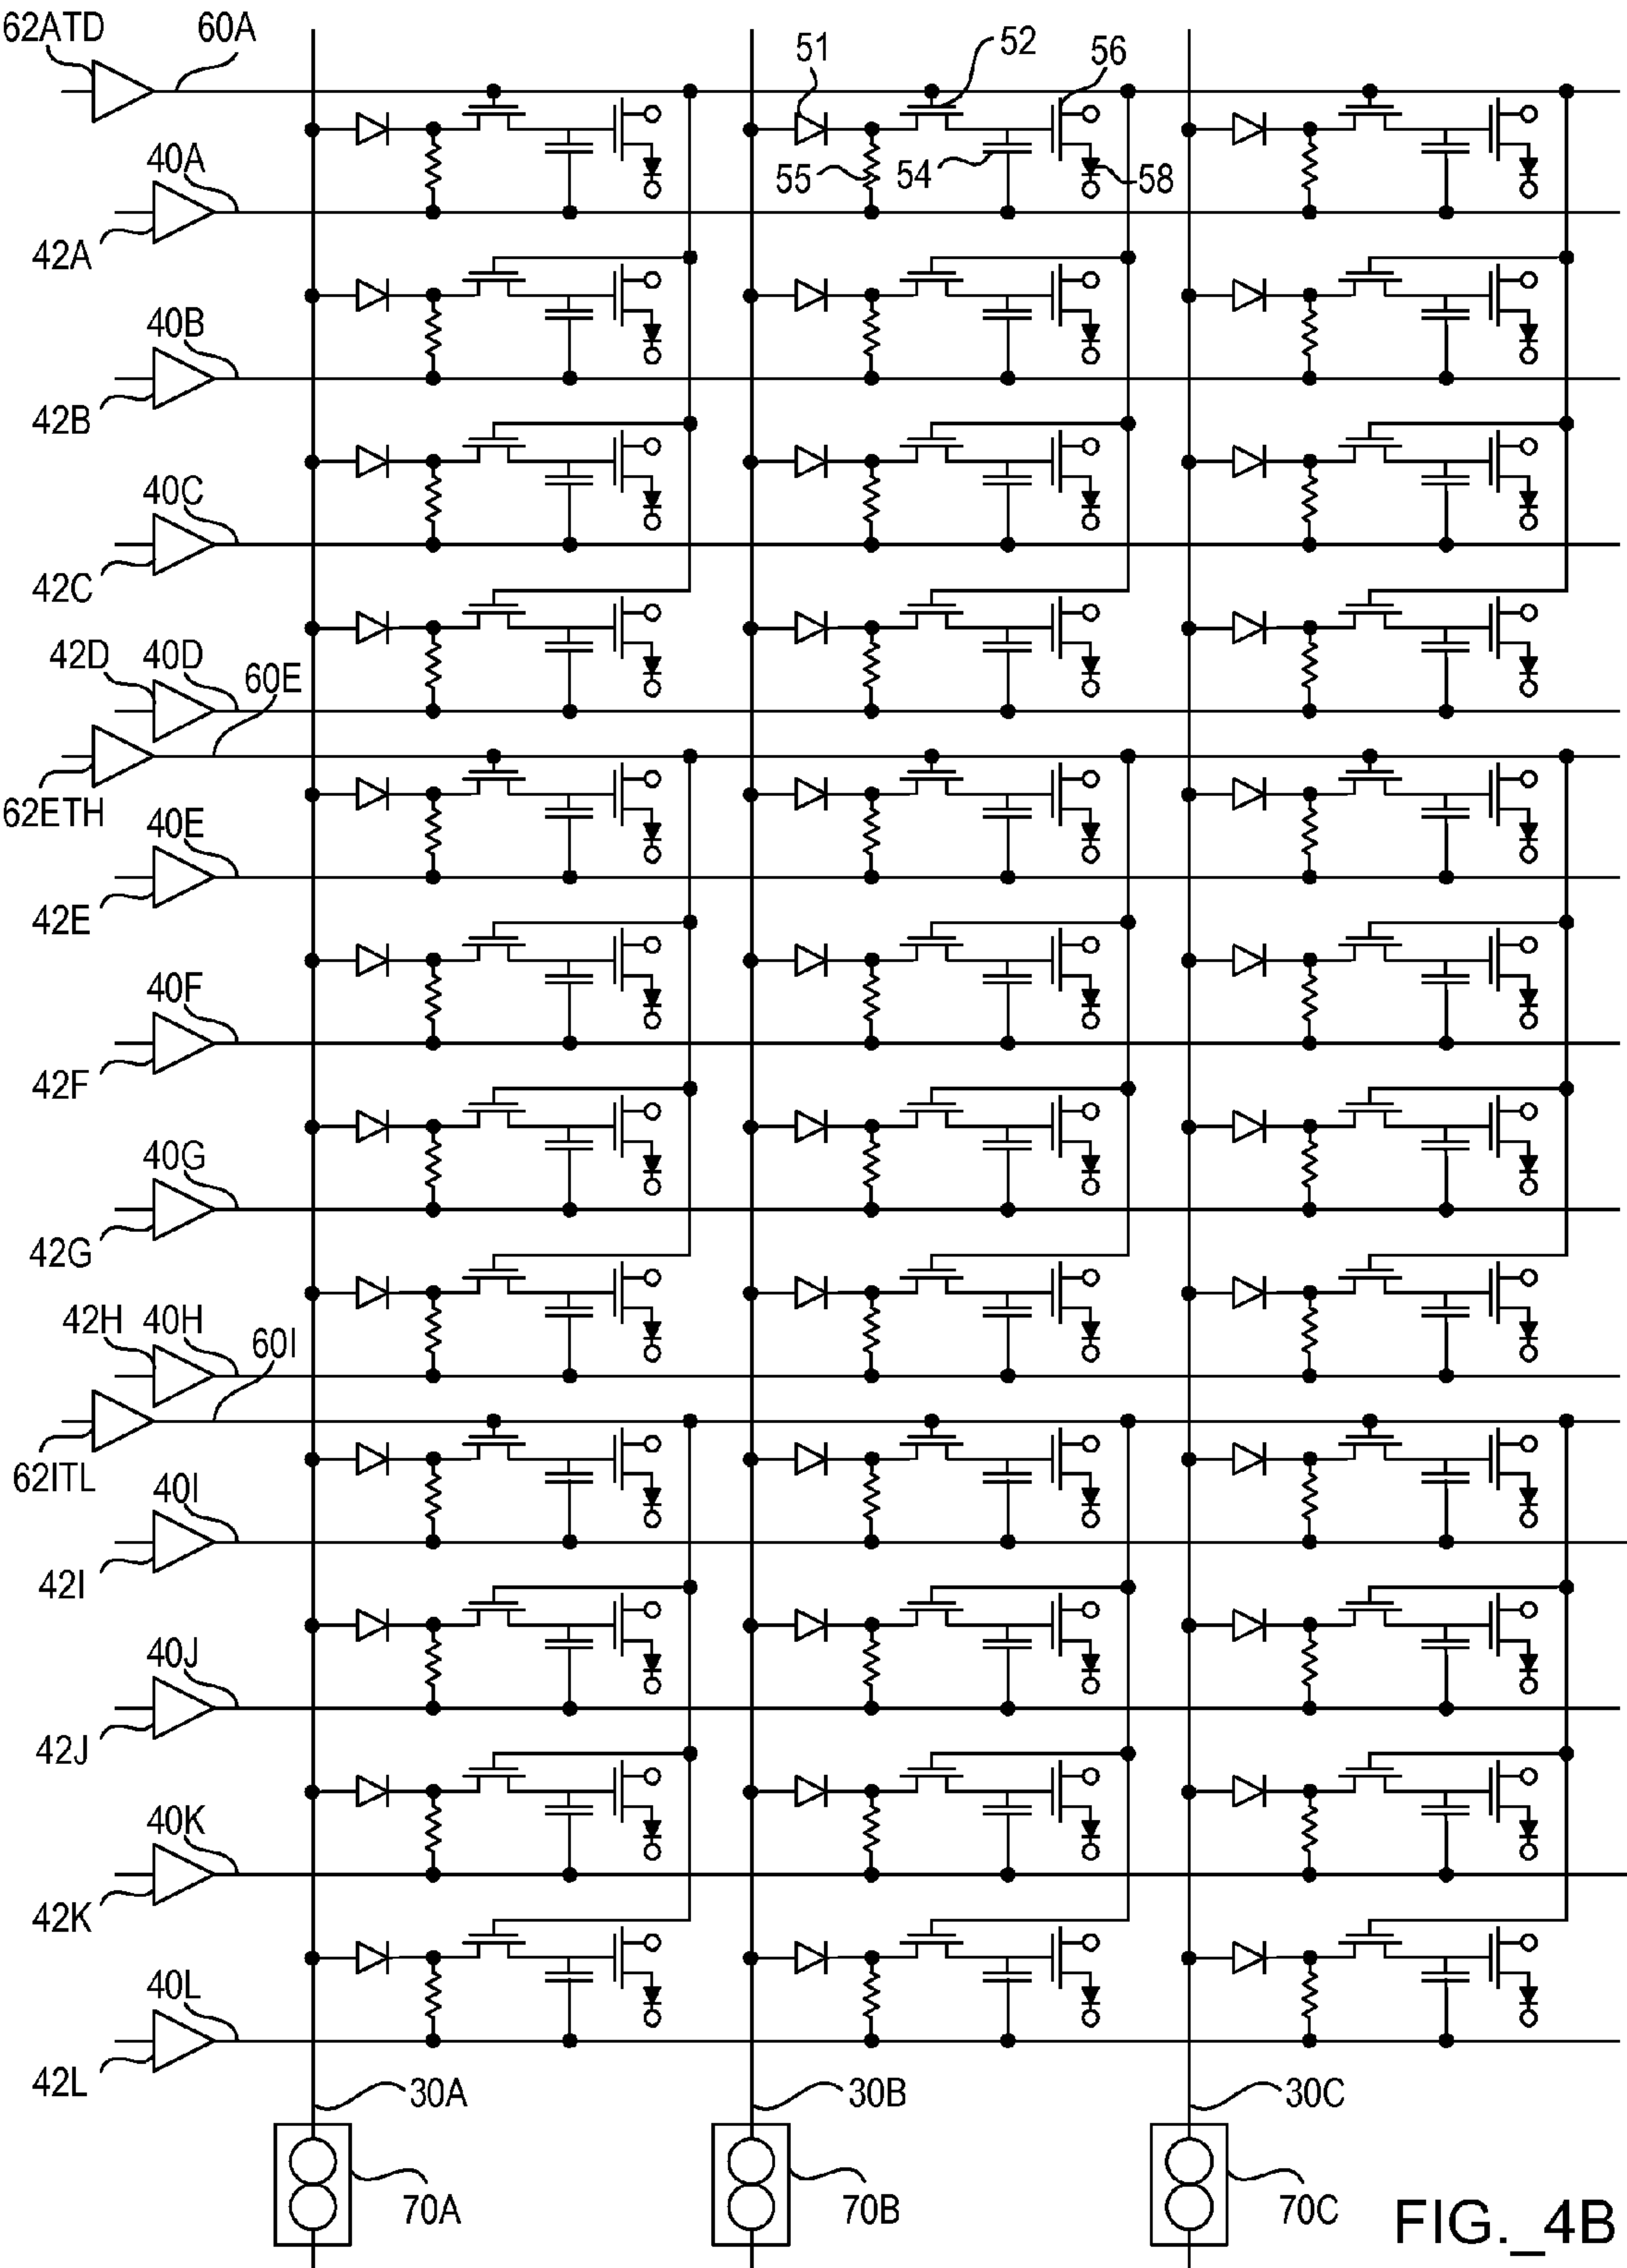 62ATD 60A
51 52 56
40A 55 54 58
42A
40B
42B
40C
42C
42D 40D 60E
62ETH
40E
42E
40F
42F
40G
42G
42H 40H 60I
62ITL
40I
42I
40J
42J
40K
42K
40L
42L
30A 30B 30C
70A 70B 70C
FIG._4B